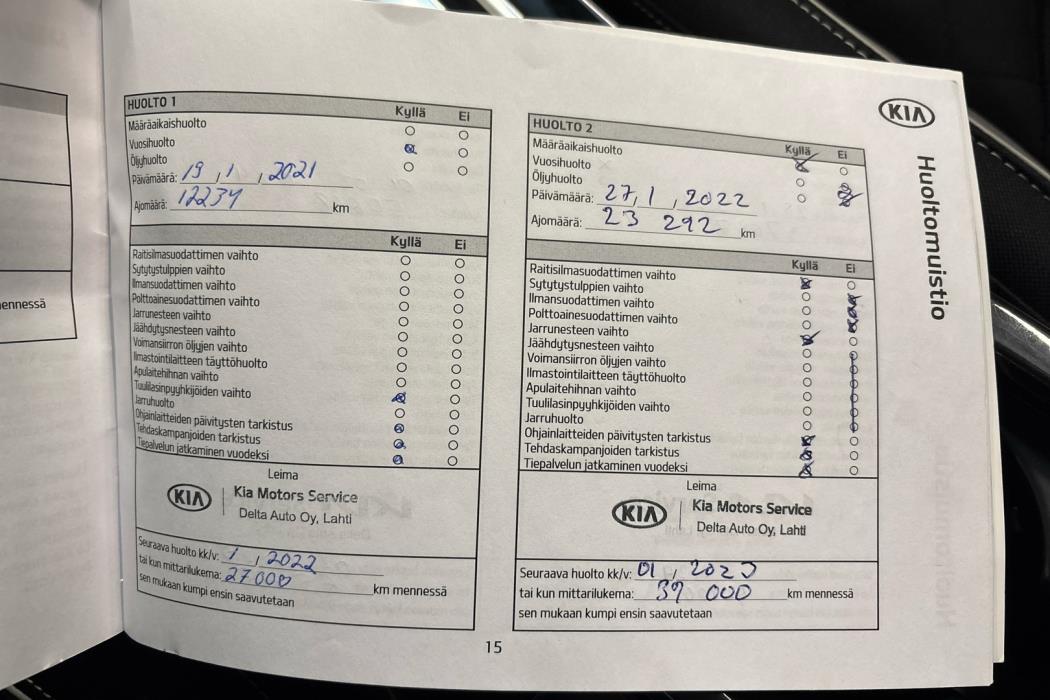 mennessä
HUOLTO 1
Kyllä Ei
Määräaikaishuolto
Vuosihuolto
Öljyhuolto
Päivämäärä: 19, 1, 2021
Ajomäärä: 12234 km
Kyllä Ei
Raitisilmasuodattimen vaihto
Sytytystulppien vaihto
Ilmansuodattimen vaihto
Polttoainesuodattimen vaihto
Jarrunesteen vaihto
Jäähdytysnesteen vaihto
Voimansiirron öljyjen vaihto
Ilmastointilaitteen täyttöhuolto
Apulaitehihnan vaihto
Tuulilasinpyyhkijöiden vaihto
Jarruhuolto
Ohjainlaitteiden päivitysten tarkistus
Tehdaskampanjoiden tarkistus
Tiepalvelun jatkaminen vuodeksi
Leima
KIA Kia Motors Service
Delta Auto Oy, Lahti
Seuraava huolto kk/v: 1, 2022
tai kun mittarilukema: 27000 km mennessä
sen mukaan kumpi ensin saavutetaan
HUOLTO 2
Kyllä Ei
Määräaikaishuolto
Vuosihuolto
Öljyhuolto
Päivämäärä: 27, 1, 2022
Ajomäärä: 23 292 km
Kyllä Ei
Raitisilmasuodattimen vaihto
Sytytystulppien vaihto
Ilmansuodattimen vaihto
Polttoainesuodattimen vaihto
Jarrunesteen vaihto
Jäähdytysnesteen vaihto
Voimansiirron öljyjen vaihto
Ilmastointilaitteen täyttöhuolto
Apulaitehihnan vaihto
Tuulilasinpyyhkijöiden vaihto
Jarruhuolto
Ohjainlaitteiden päivitysten tarkistus
Tehdaskampanjoiden tarkistus
Tiepalvelun jatkaminen vuodeksi
Leima
KIA Kia Motors Service
Delta Auto Oy, Lahti
Seuraava huolto kk/v: 01, 2023
tai kun mittarilukema: 39 000 km mennessä
sen mukaan kumpi ensin saavutetaan
KIA
Huoltomuistio
15